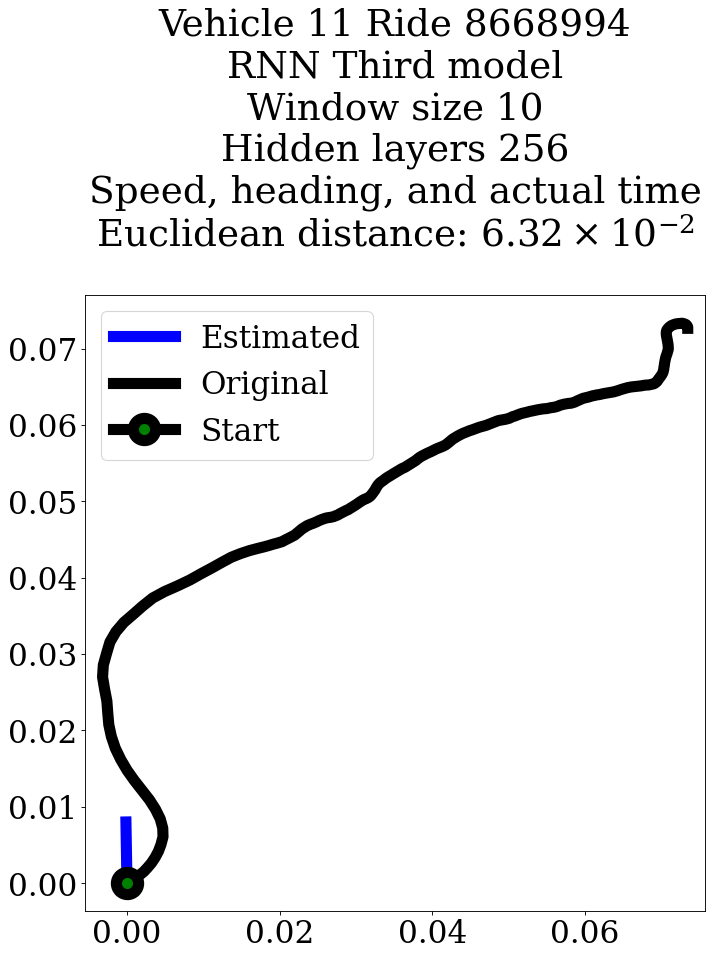 Vehicle 11 Ride 8668994
RNN Third model
Window size 10
Hidden layers 256
Speed, heading, and actual time
Euclidean distance: 6.32 × 10⁻²
Estimated
Original
Start
0.07
0.06
0.05
0.04
0.03
0.02
0.01
0.00
0.00 0.02 0.04 0.06